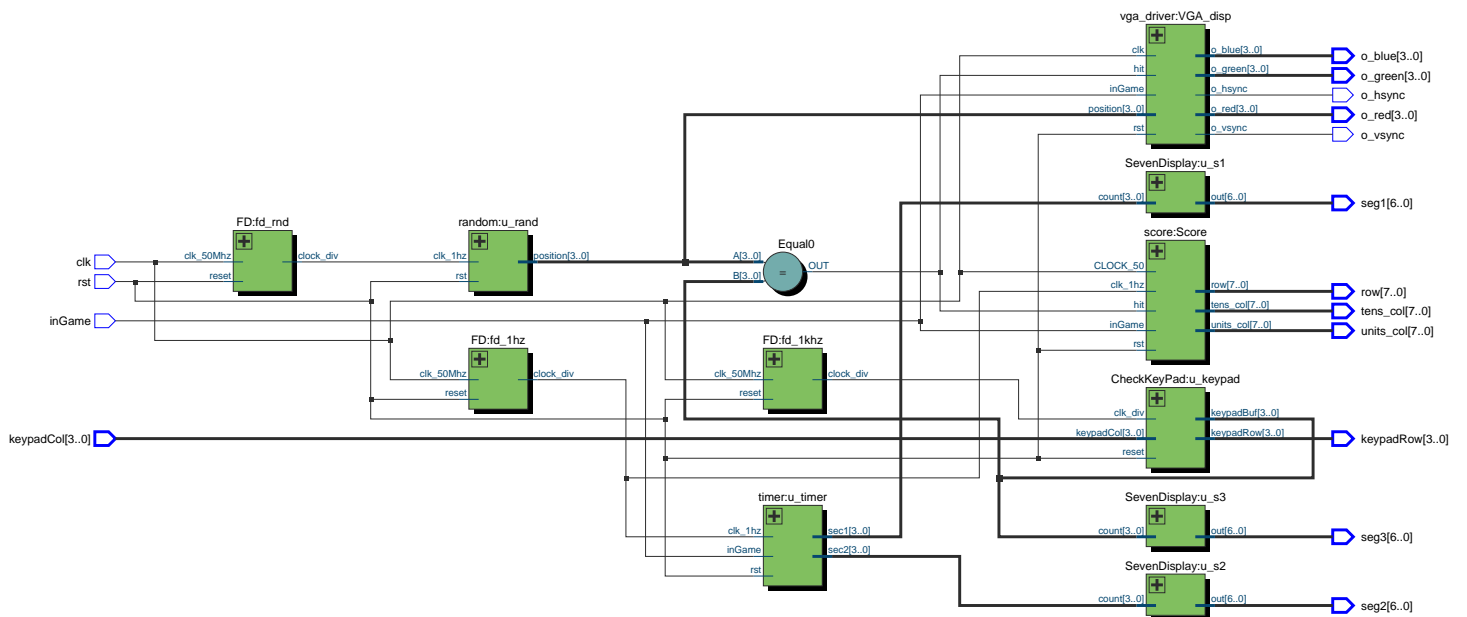 vga_driver:VGA_disp
clk
hit
inGame
position[3..0]
rst
o_blue[3..0]
o_green[3..0]
o_hsync
o_red[3..0]
o_vsync
o_blue[3..0]
o_green[3..0]
o_hsync
o_red[3..0]
o_vsync
SevenDisplay:u_s1
count[3..0]
out[6..0]
seg1[6..0]
FD:fd_rnd
clk_50Mhz
reset
clock_div
random:u_rand
clk_1hz
rst
position[3..0]
Equal0
A[3..0]
B[3..0]
=
OUT
clk
rst
inGame
score:Score
CLOCK_50
clk_1hz
hit
inGame
rst
row[7..0]
tens_col[7..0]
units_col[7..0]
row[7..0]
tens_col[7..0]
units_col[7..0]
FD:fd_1hz
clk_50Mhz
reset
clock_div
FD:fd_1khz
clk_50Mhz
reset
clock_div
CheckKeyPad:u_keypad
clk_div
keypadCol[3..0]
reset
keypadBuf[3..0]
keypadRow[3..0]
keypadRow[3..0]
keypadCol[3..0]
timer:u_timer
clk_1hz
inGame
rst
sec1[3..0]
sec2[3..0]
SevenDisplay:u_s3
count[3..0]
out[6..0]
seg3[6..0]
SevenDisplay:u_s2
count[3..0]
out[6..0]
seg2[6..0]